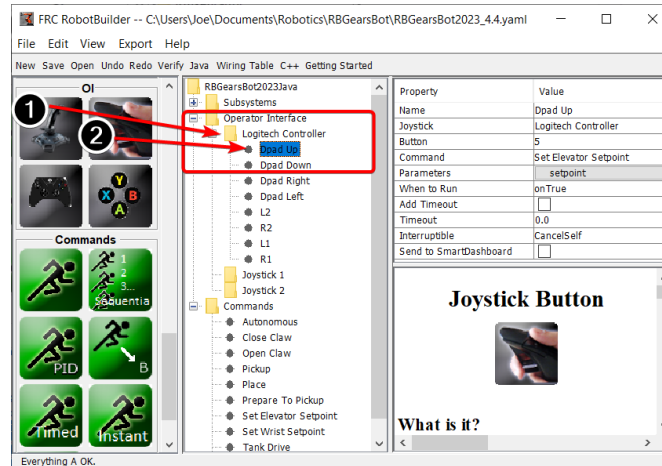 FRC RobotBuilder -- C:\Users\Joe\Documents\Robotics\RBGearsBot\RBGearsBot2023_4.4.yaml
File Edit View Export Help
New Save Open Undo Redo Verify Java Wiring Table C++ Getting Started
OI
1
2
Y
X B
A
Commands
1
2
3...
Sequentia
PID
B
Timed
Instant
RBGearsBot2023Java
Subsystems
Operator Interface
Logitech Controller
Dpad Up
Dpad Down
Dpad Right
Dpad Left
L2
R2
L1
R1
Joystick 1
Joystick 2
Commands
Autonomous
Close Claw
Open Claw
Pickup
Place
Prepare To Pickup
Set Elevator Setpoint
Set Wrist Setpoint
Tank Drive
Property Value
Name Dpad Up
Joystick Logitech Controller
Button 5
Command Set Elevator Setpoint
Parameters setpoint
When to Run onTrue
Add Timeout
Timeout 0.0
Interruptible CancelSelf
Send to SmartDashboard
Joystick Button
What is it?
Everything A OK.